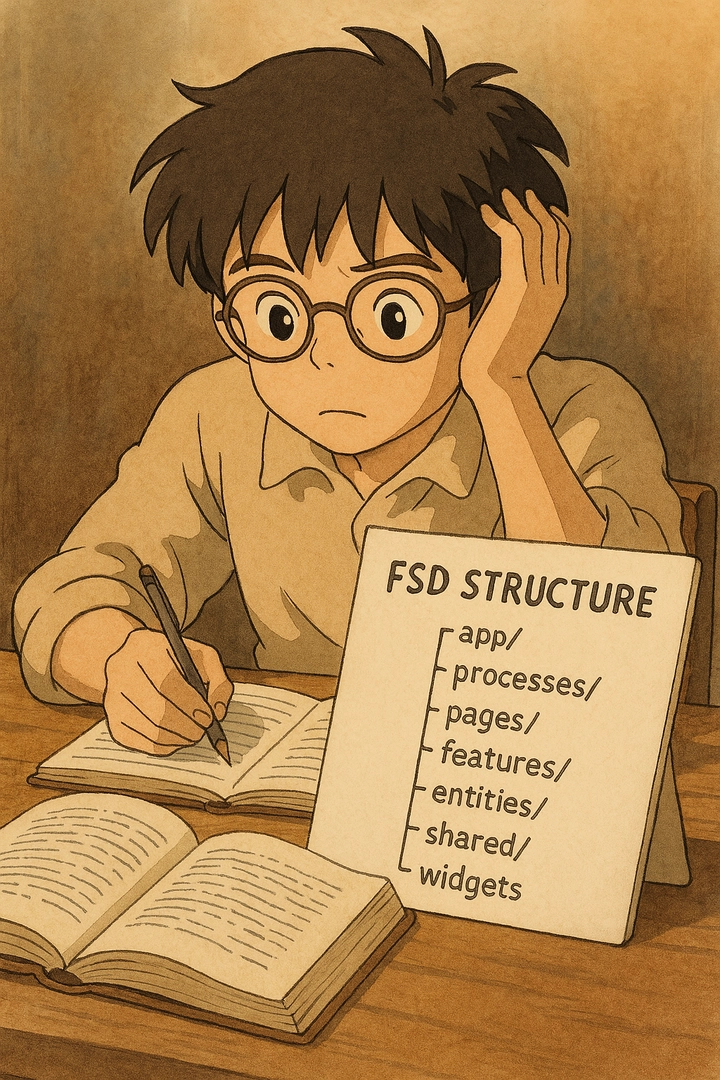 FSD STRUCTURE
app/
processes/
pages/
features/
entities/
shared/
widgets